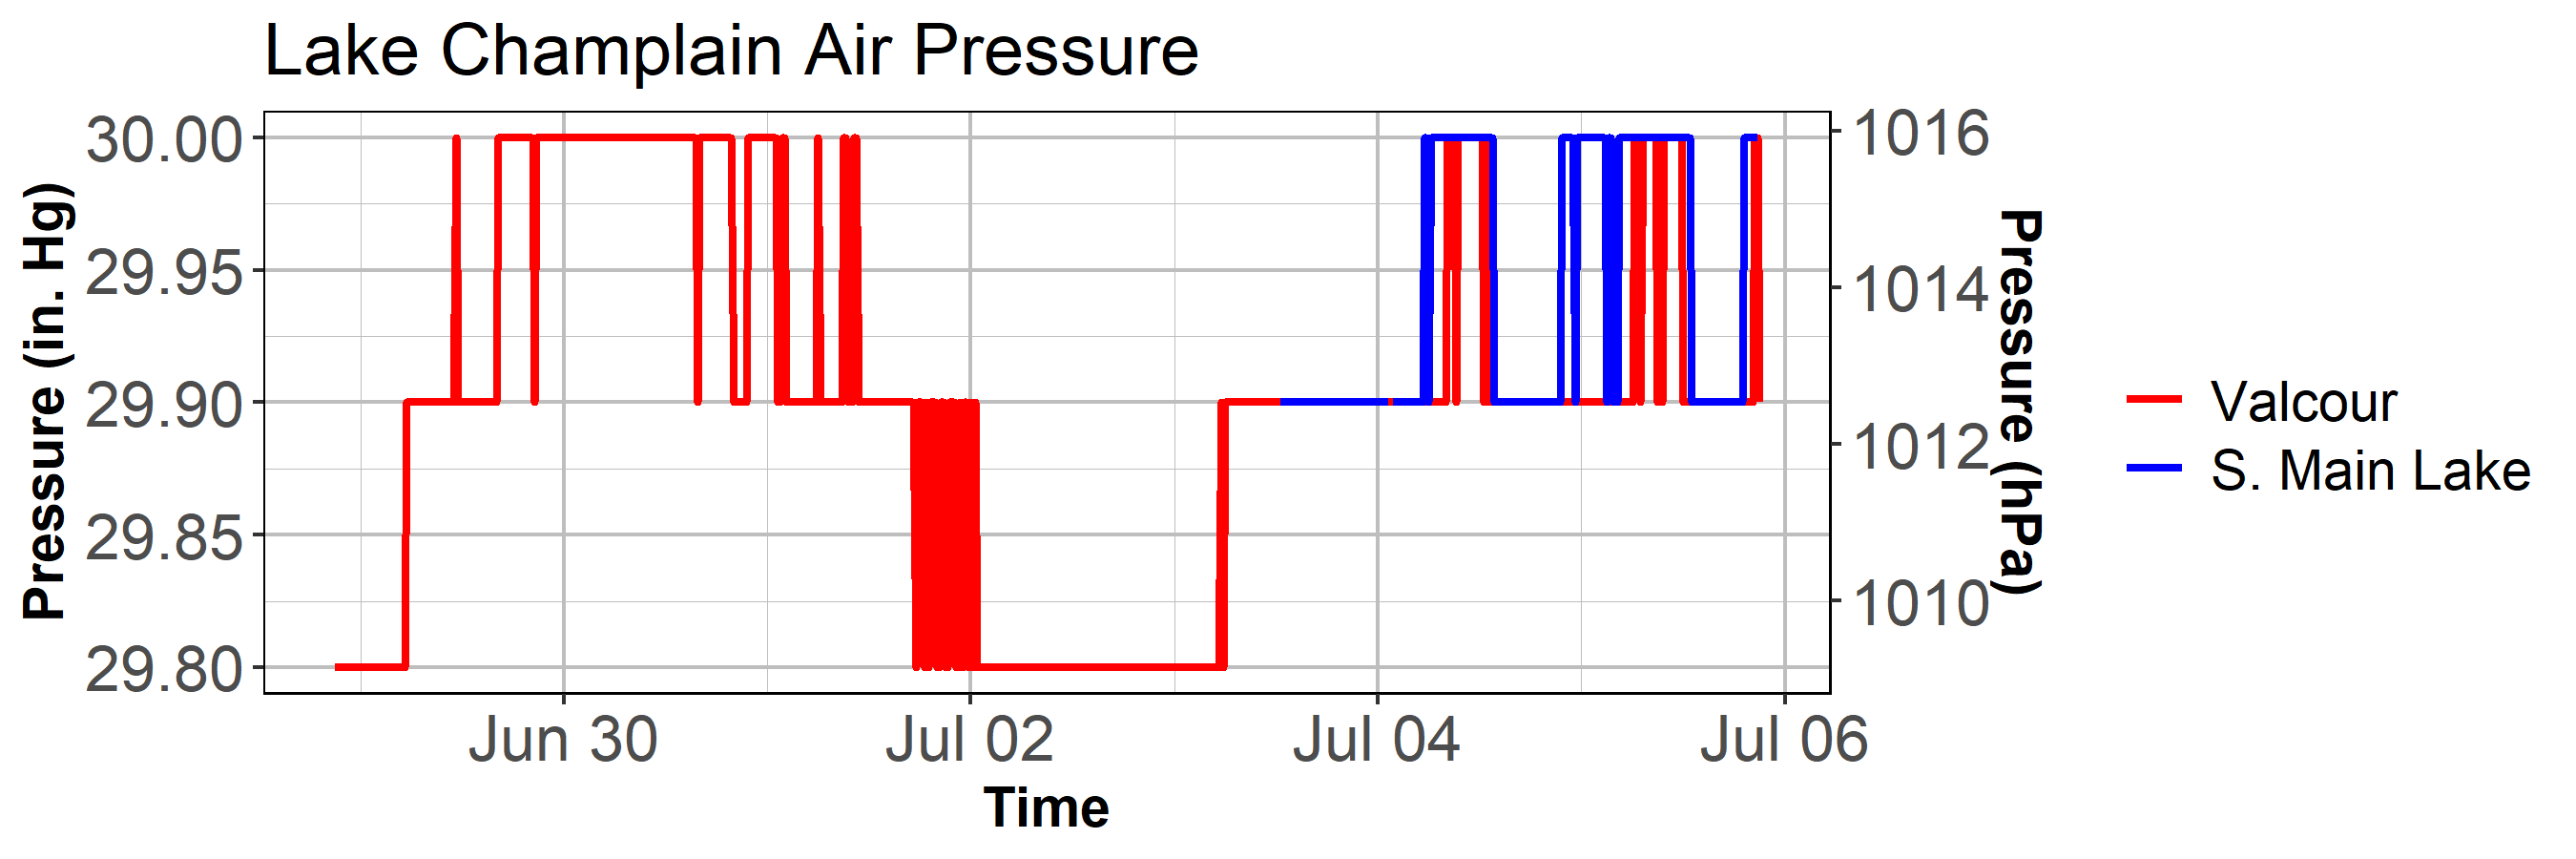 Lake Champlain Air Pressure
30.00
29.95
29.90
29.85
29.80
Pressure (in. Hg)
1016
1014
1012
1010
Pressure (hPa)
Jun 30
Jul 02
Jul 04
Jul 06
Time
Valcour
S. Main Lake